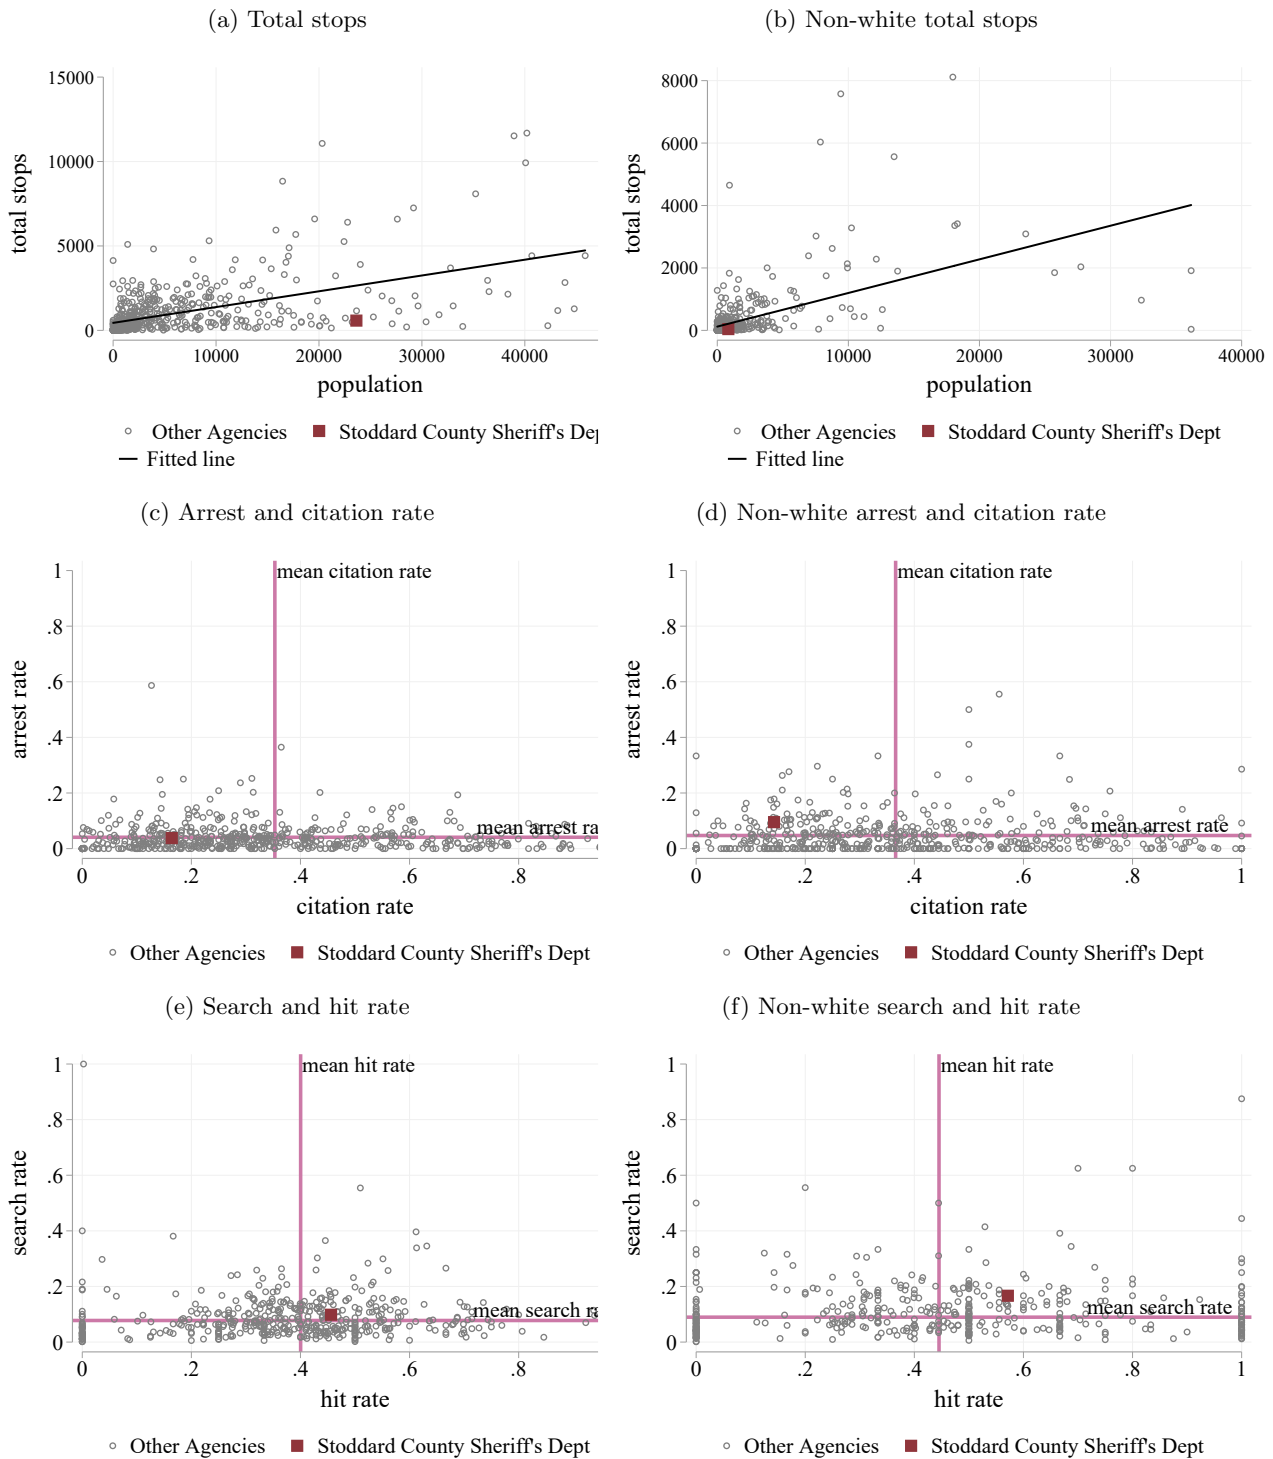 (a) Total stops
15000
10000
5000
0
total stops
0 10000 20000 30000 40000
population
Other Agencies Stoddard County Sheriff's Dep
Fitted line
(b) Non-white total stops
8000
6000
4000
2000
0
total stops
0 10000 20000 30000 40000
population
Other Agencies Stoddard County Sheriff's Dept
Fitted line
(c) Arrest and citation rate
mean citation rate
1
.8
.6
.4
.2
0
arrest rate
mean arrest ra
0 .2 .4 .6 .8
citation rate
Other Agencies Stoddard County Sheriff's Dept
(d) Non-white arrest and citation rate
mean citation rate
1
.8
.6
.4
.2
0
arrest rate
mean arrest rate
0 .2 .4 .6 .8 1
citation rate
Other Agencies Stoddard County Sheriff's Dept
(e) Search and hit rate
mean hit rate
1
.8
.6
.4
.2
0
search rate
mean search ra
0 .2 .4 .6 .8
hit rate
Other Agencies Stoddard County Sheriff's Dept
(f) Non-white search and hit rate
mean hit rate
1
.8
.6
.4
.2
0
search rate
mean search rate
0 .2 .4 .6 .8 1
hit rate
Other Agencies Stoddard County Sheriff's Dept